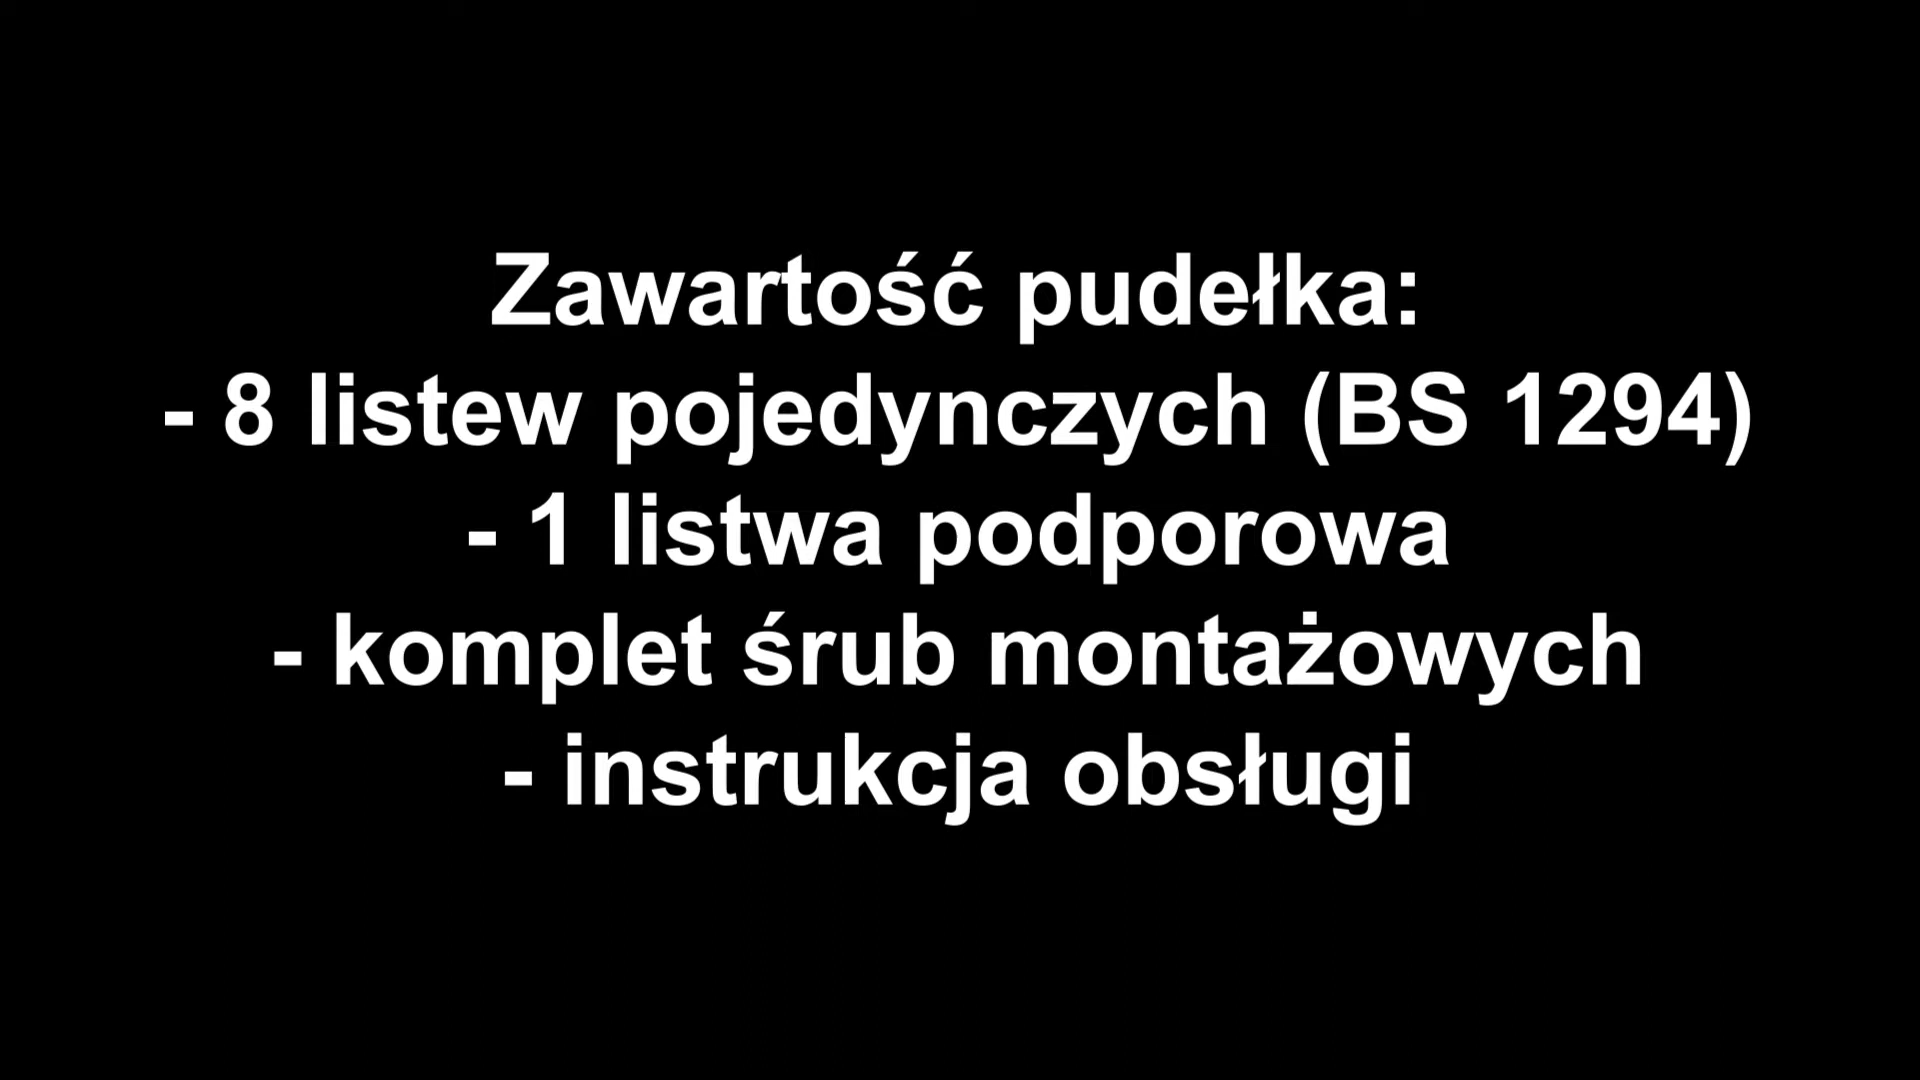 Zawartość pudełka:
- 8 listew pojedynczych (BS 1294)
- 1 listwa podporowa
- komplet śrub montażowych
- instrukcja obsługi